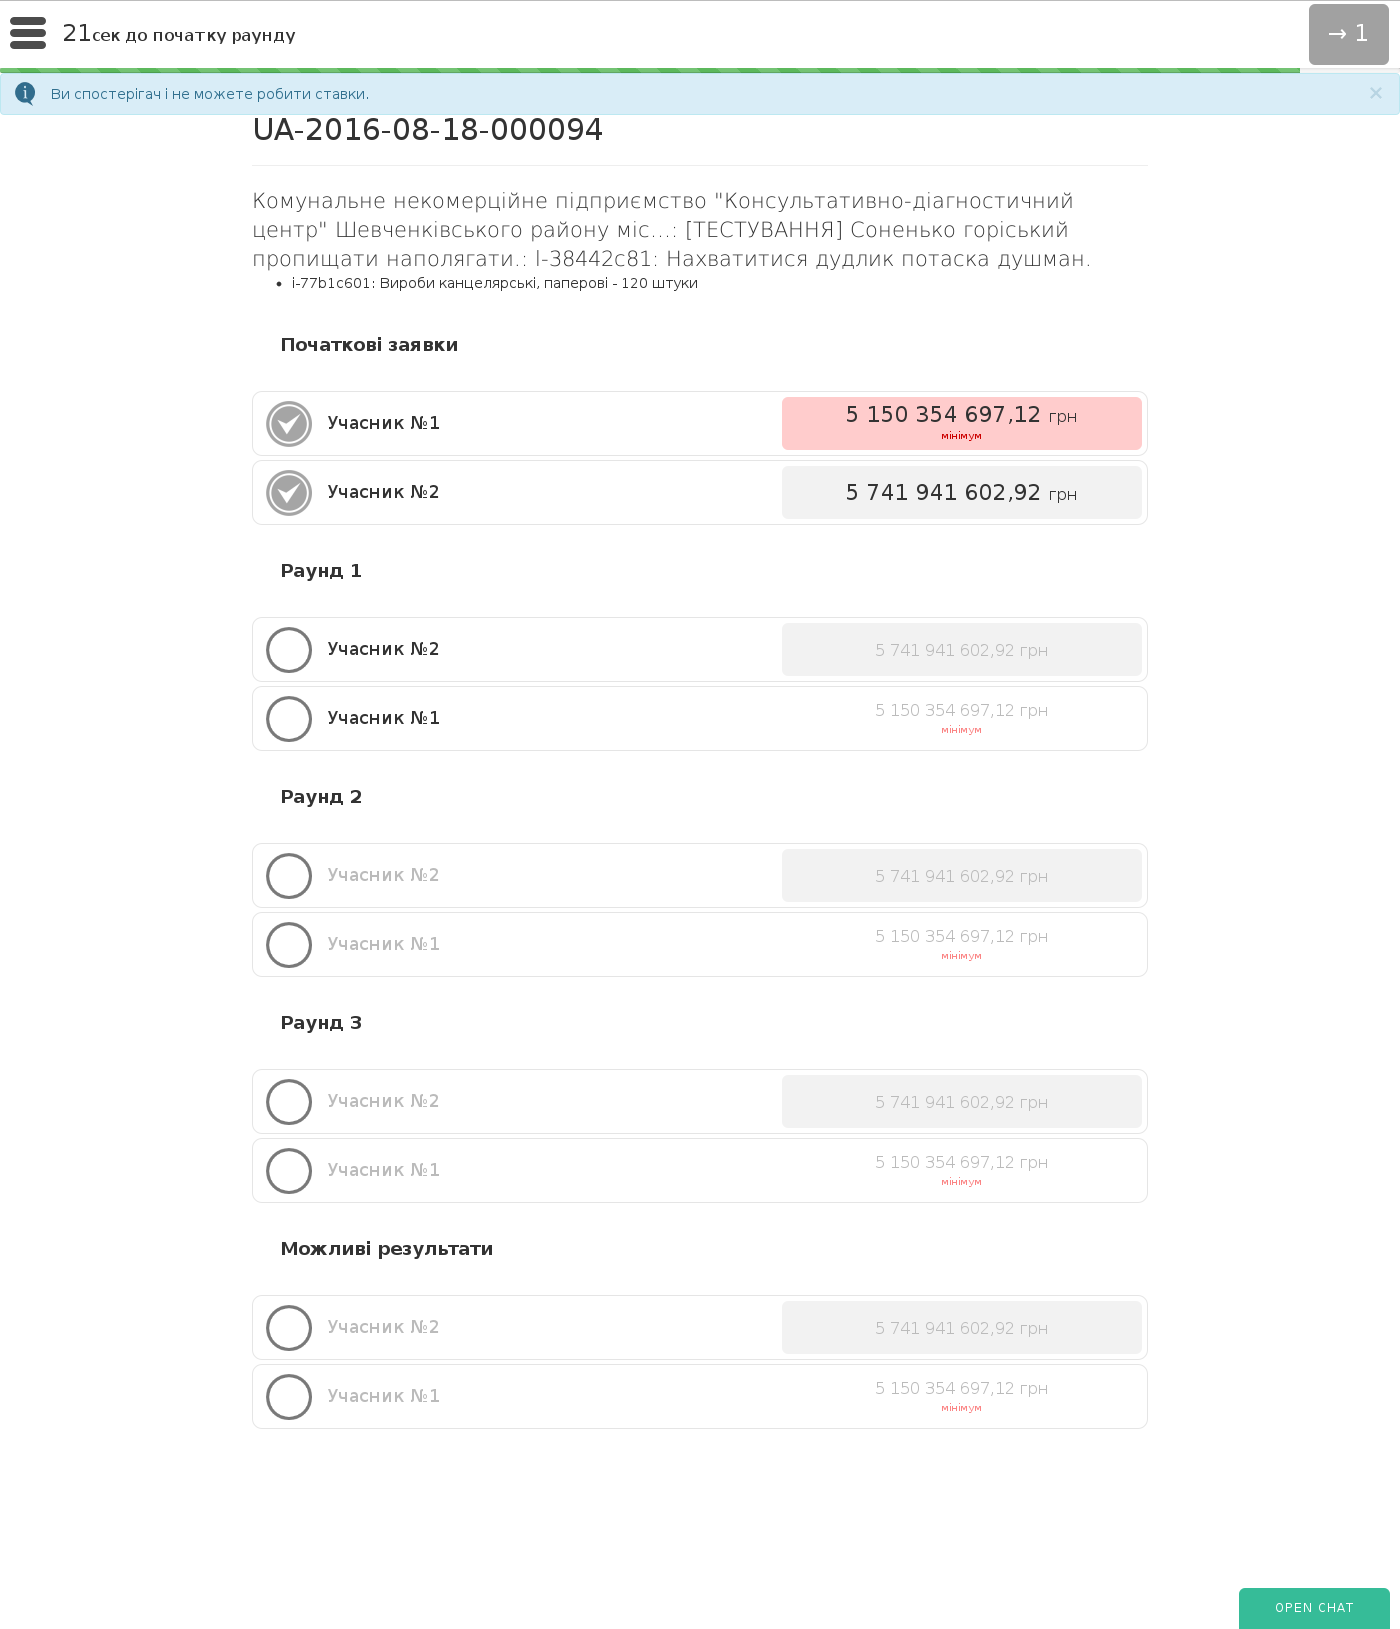 21сек до початку раунду
→ 1
Ви спостерігач і не можете робити ставки.
×
UA-2016-08-18-000094
Комунальне некомерційне підприємство "Консультативно-діагностичний
центр" Шевченківського району міс...: [ТЕСТУВАННЯ] Соненько горіський
пропищати наполягати.: l-38442c81: Нахватитися дудлик потаска душман.
• i-77b1c601: Вироби канцелярські, паперові - 120 штуки
Початкові заявки
Учасник №1 5 150 354 697,12 грн
мінімум
Учасник №2 5 741 941 602,92 грн
Раунд 1
Учасник №2 5 741 941 602,92 грн
Учасник №1 5 150 354 697,12 грн
мінімум
Раунд 2
Учасник №2 5 741 941 602,92 грн
Учасник №1 5 150 354 697,12 грн
мінімум
Раунд 3
Учасник №2 5 741 941 602,92 грн
Учасник №1 5 150 354 697,12 грн
мінімум
Можливі результати
Учасник №2 5 741 941 602,92 грн
Учасник №1 5 150 354 697,12 грн
мінімум
OPEN CHAT